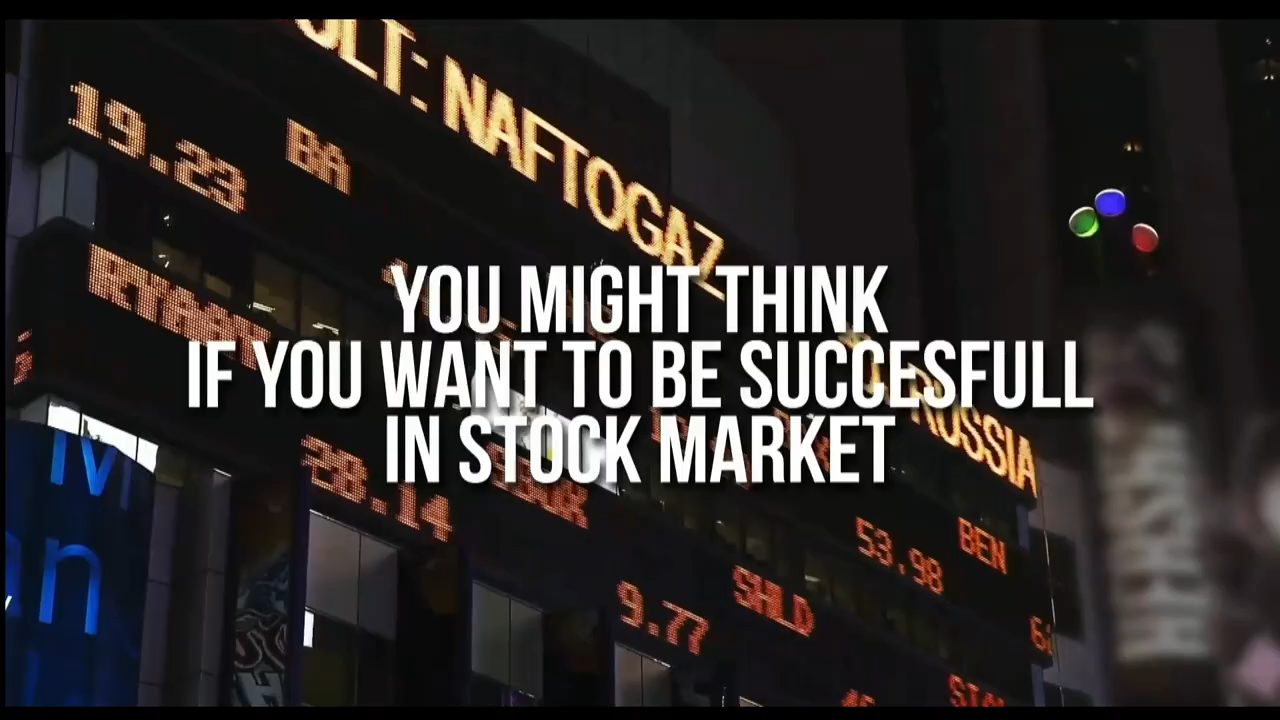 NAFTOGAZ
19.23
BA
YOU MIGHT THINK
IF YOU WANT TO BE SUCCESFULL
IN STOCK MARKET
RUSSIA
28.14
53.98
BEN
9.77
SHLD
an